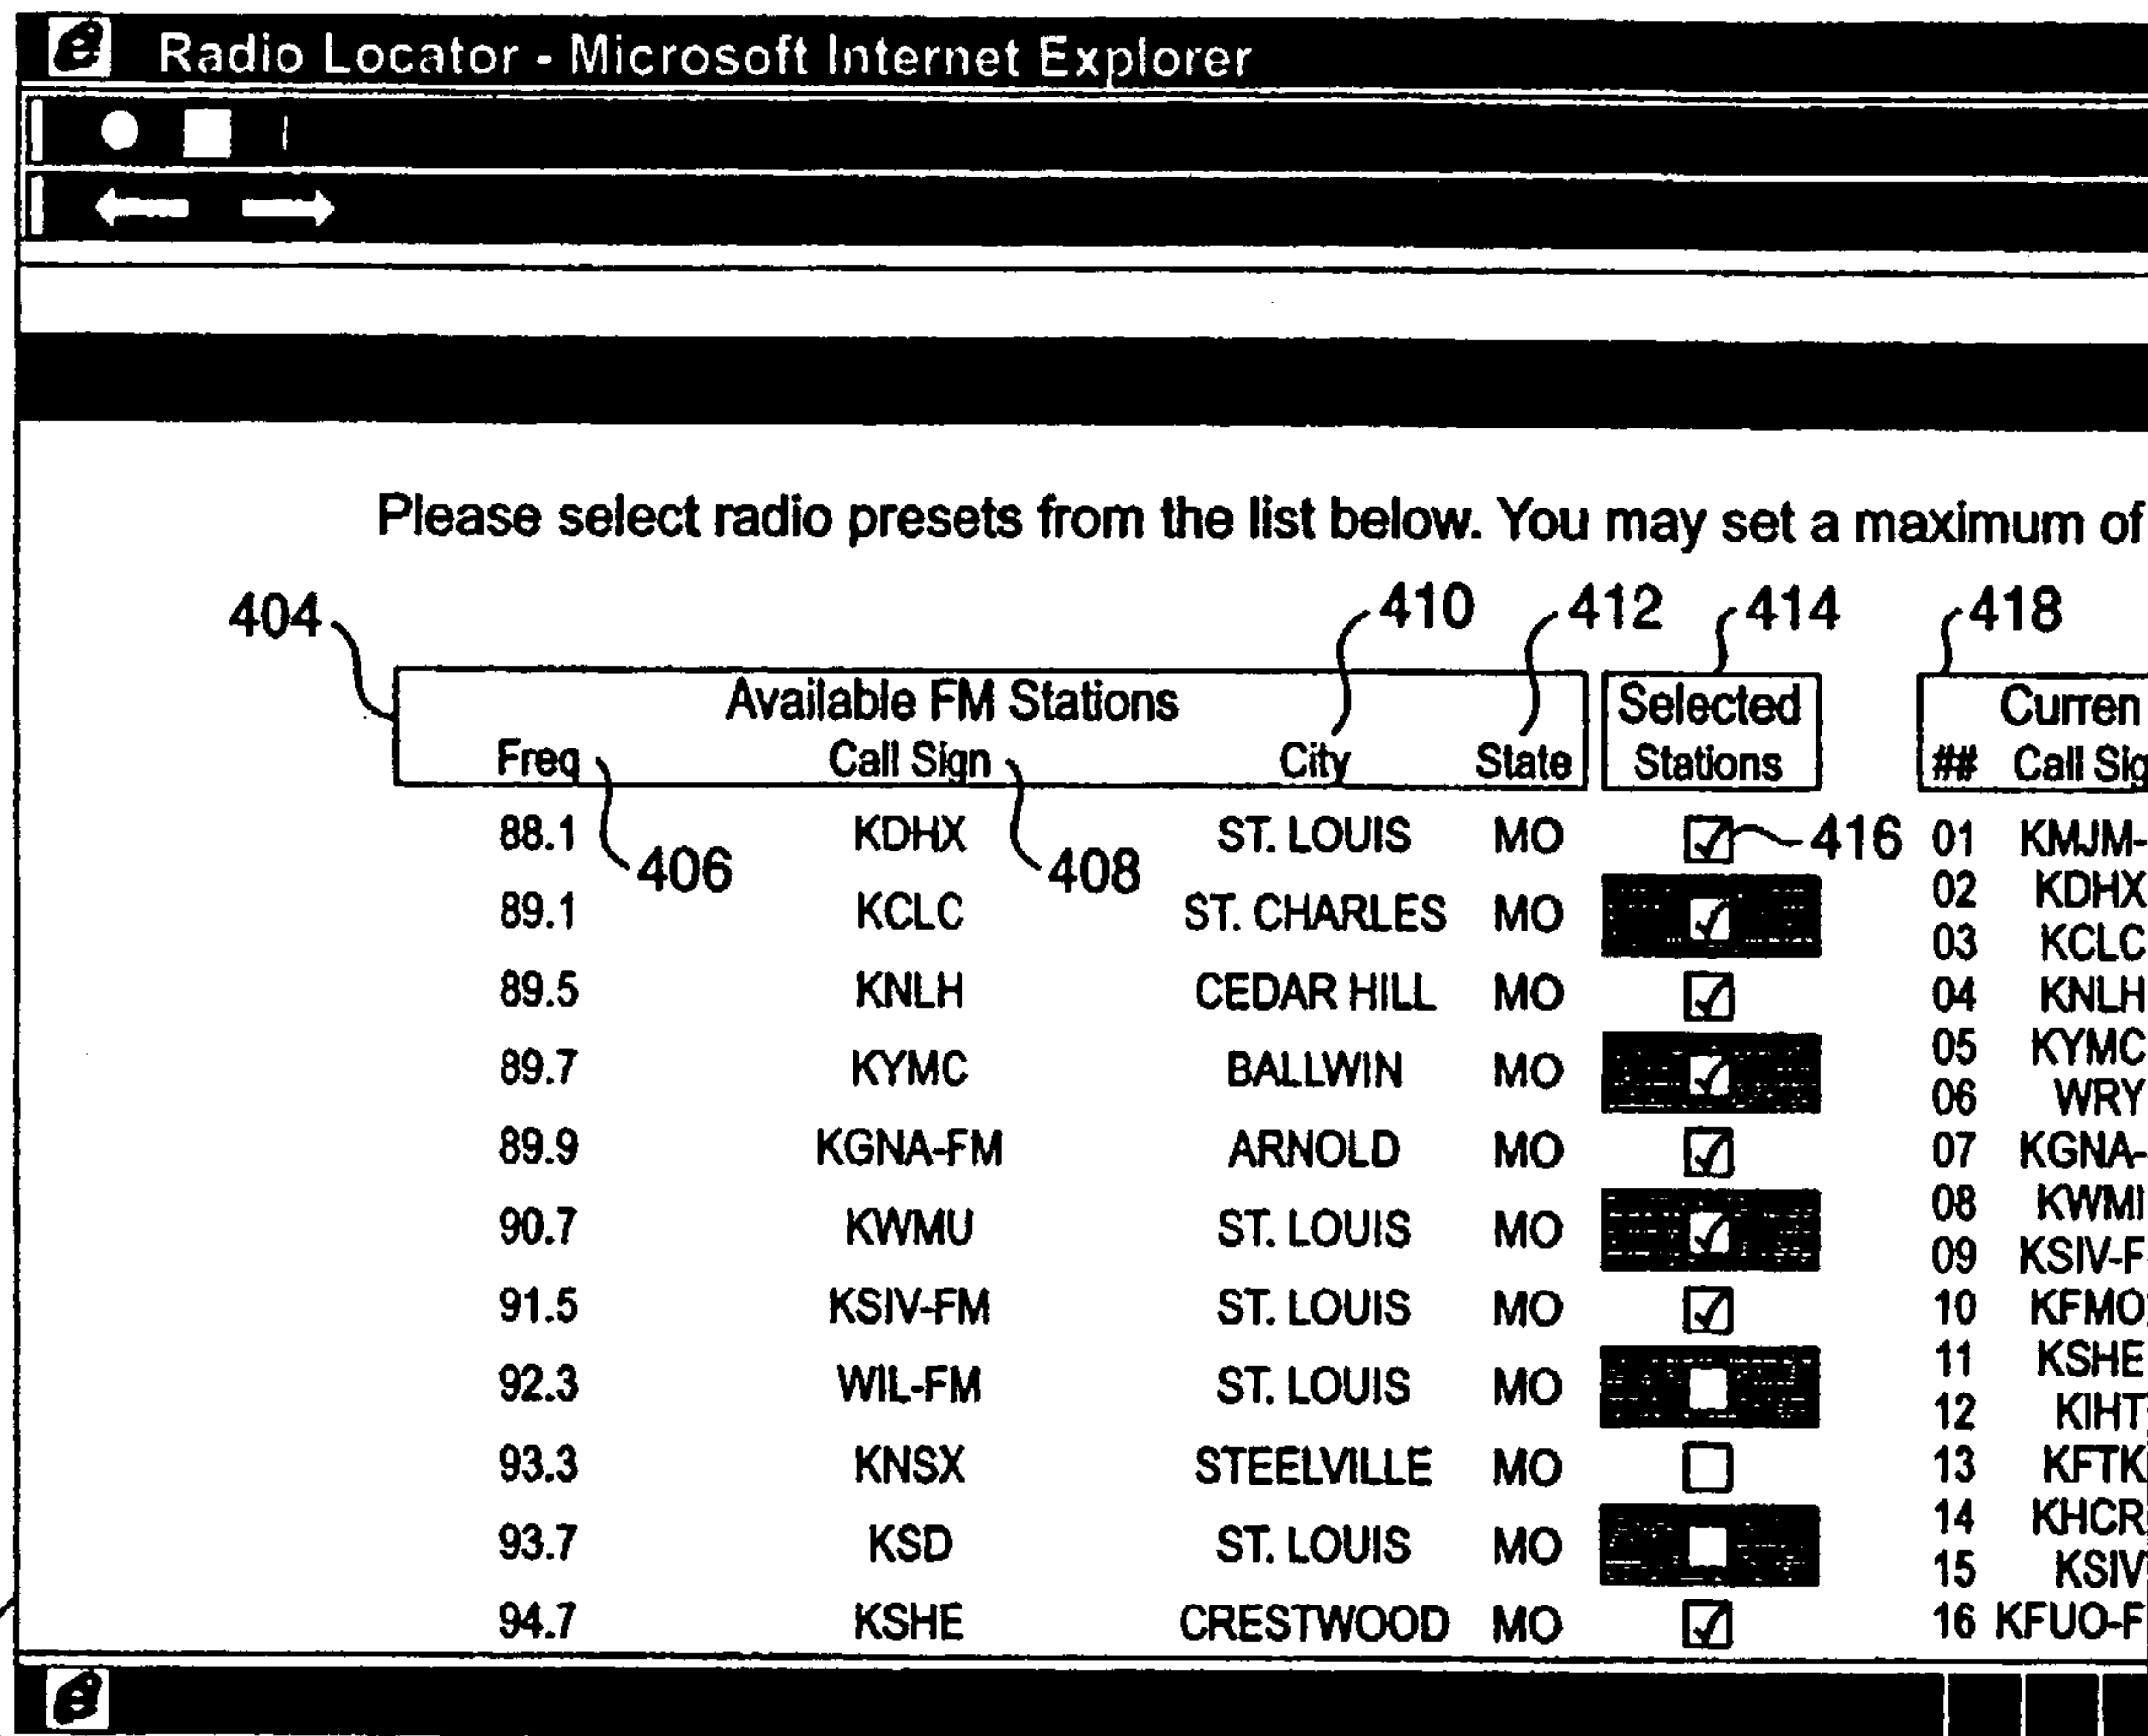 Radio Locator - Microsoft Internet Explorer
Please select radio presets from the list below. You may set a maximum of
404 410 412 414 418
Available FM Stations Selected Curren
Freq Call Sign City State Stations ## Call Sig
88.1 KDHX ST. LOUIS MO 416 01 KMJM-
406 408
02 KDHX
89.1 KCLC ST. CHARLES MO
03 KCLC
89.5 KNLH CEDAR HILL MO 04 KNLH
05 KYMC
89.7 KYMC BALLWIN MO
06 WRY
89.9 KGNA-FM ARNOLD MO 07 KGNA-
08 KWMI
90.7 KWMU ST. LOUIS MO
09 KSIV-F
91.5 KSIV-FM ST. LOUIS MO 10 KFMO
11 KSHE
92.3 WIL-FM ST. LOUIS MO
12 KIHT
93.3 KNSX STEELVILLE MO 13 KFTK
14 KHCR
93.7 KSD ST. LOUIS MO
15 KSIV
94.7 KSHE CRESTWOOD MO 16 KFUO-F